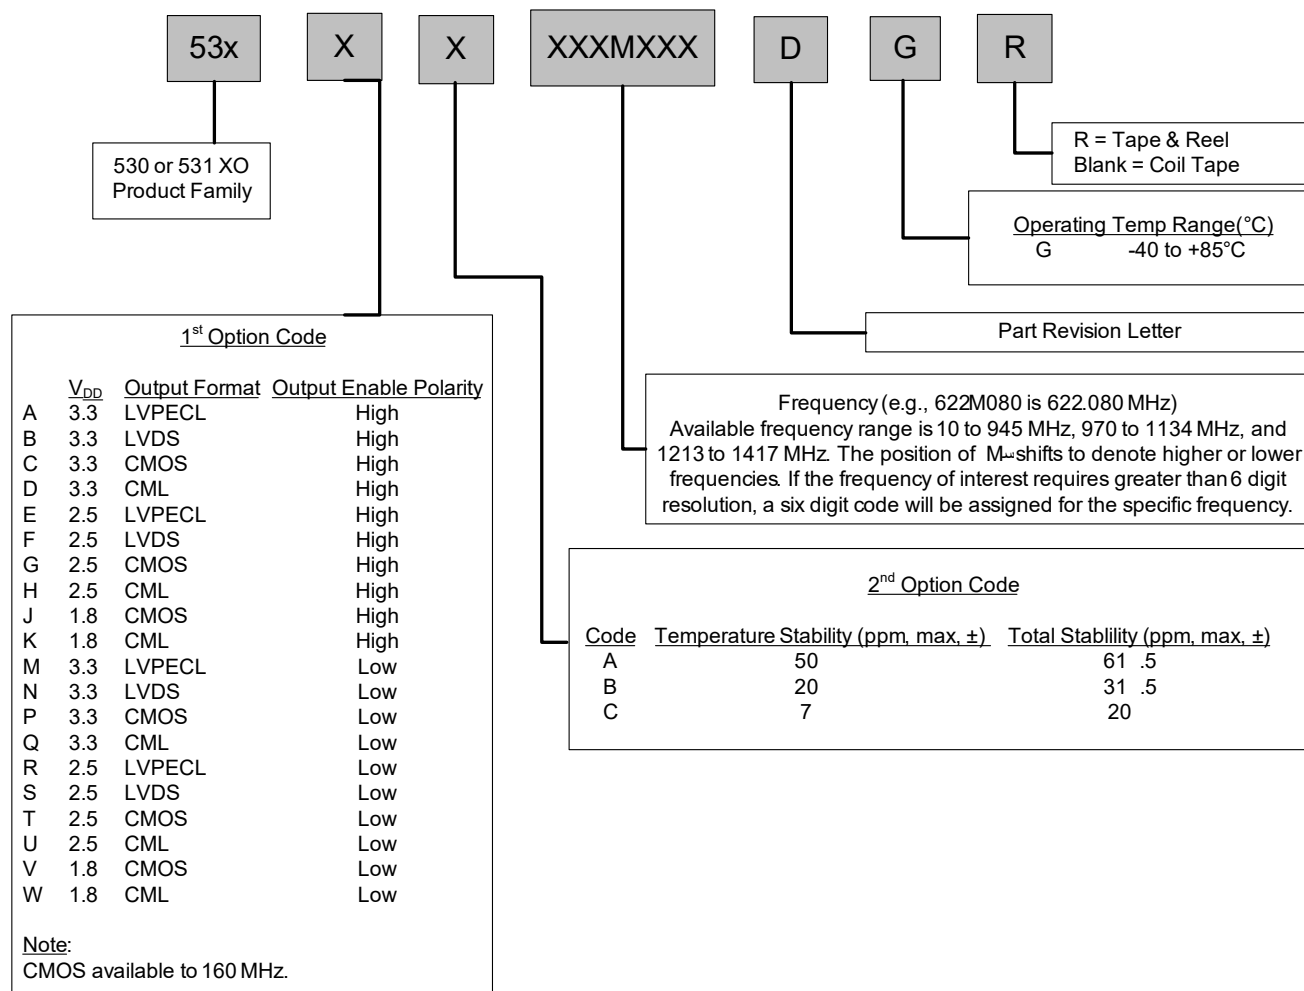 53x X X XXXMXXX D G R
530 or 531 XO
Product Family
R = Tape & Reel
Blank = Coil Tape
Operating Temp Range(°C)
G -40 to +85°C
Part Revision Letter
Frequency (e.g., 622M080 is 622.080 MHz)
Available frequency range is 10 to 945 MHz, 970 to 1134 MHz, and
1213 to 1417 MHz. The position of M shifts to denote higher or lower
frequencies. If the frequency of interest requires greater than 6 digit
resolution, a six digit code will be assigned for the specific frequency.
1st Option Code
VDD Output Format Output Enable Polarity
A 3.3 LVPECL High
B 3.3 LVDS High
C 3.3 CMOS High
D 3.3 CML High
E 2.5 LVPECL High
F 2.5 LVDS High
G 2.5 CMOS High
H 2.5 CML High
J 1.8 CMOS High
K 1.8 CML High
M 3.3 LVPECL Low
N 3.3 LVDS Low
P 3.3 CMOS Low
Q 3.3 CML Low
R 2.5 LVPECL Low
S 2.5 LVDS Low
T 2.5 CMOS Low
U 2.5 CML Low
V 1.8 CMOS Low
W 1.8 CML Low
Note:
CMOS available to 160 MHz.
2nd Option Code
Code Temperature Stability (ppm, max, ±) Total Stablility (ppm, max, ±)
A 50 61 .5
B 20 31 .5
C 7 20